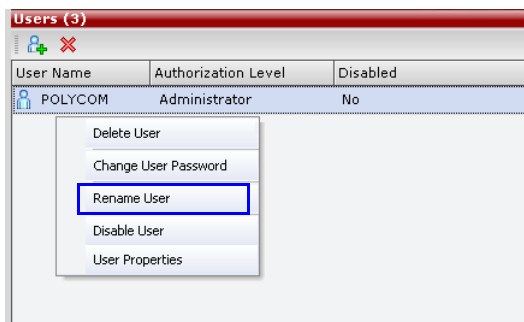 Users (3)
User Name Authorization Level Disabled
POLYCOM Administrator No
Delete User
Change User Password
Rename User
Disable User
User Properties